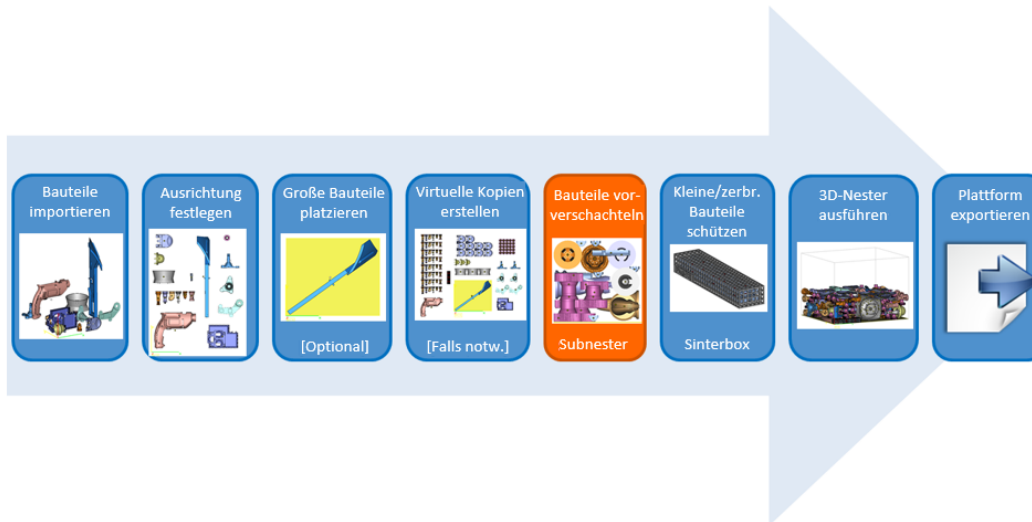 Bauteile
importieren
Ausrichtung
festlegen
Große Bauteile
platzieren
[Optional]
Virtuelle Kopien
erstellen
[Falls notw.]
Bauteile vor-
verschachteln
Subnester
Kleine/zerbr.
Bauteile
schützen
Sinterbox
3D-Nester
ausführen
Plattform
exportieren